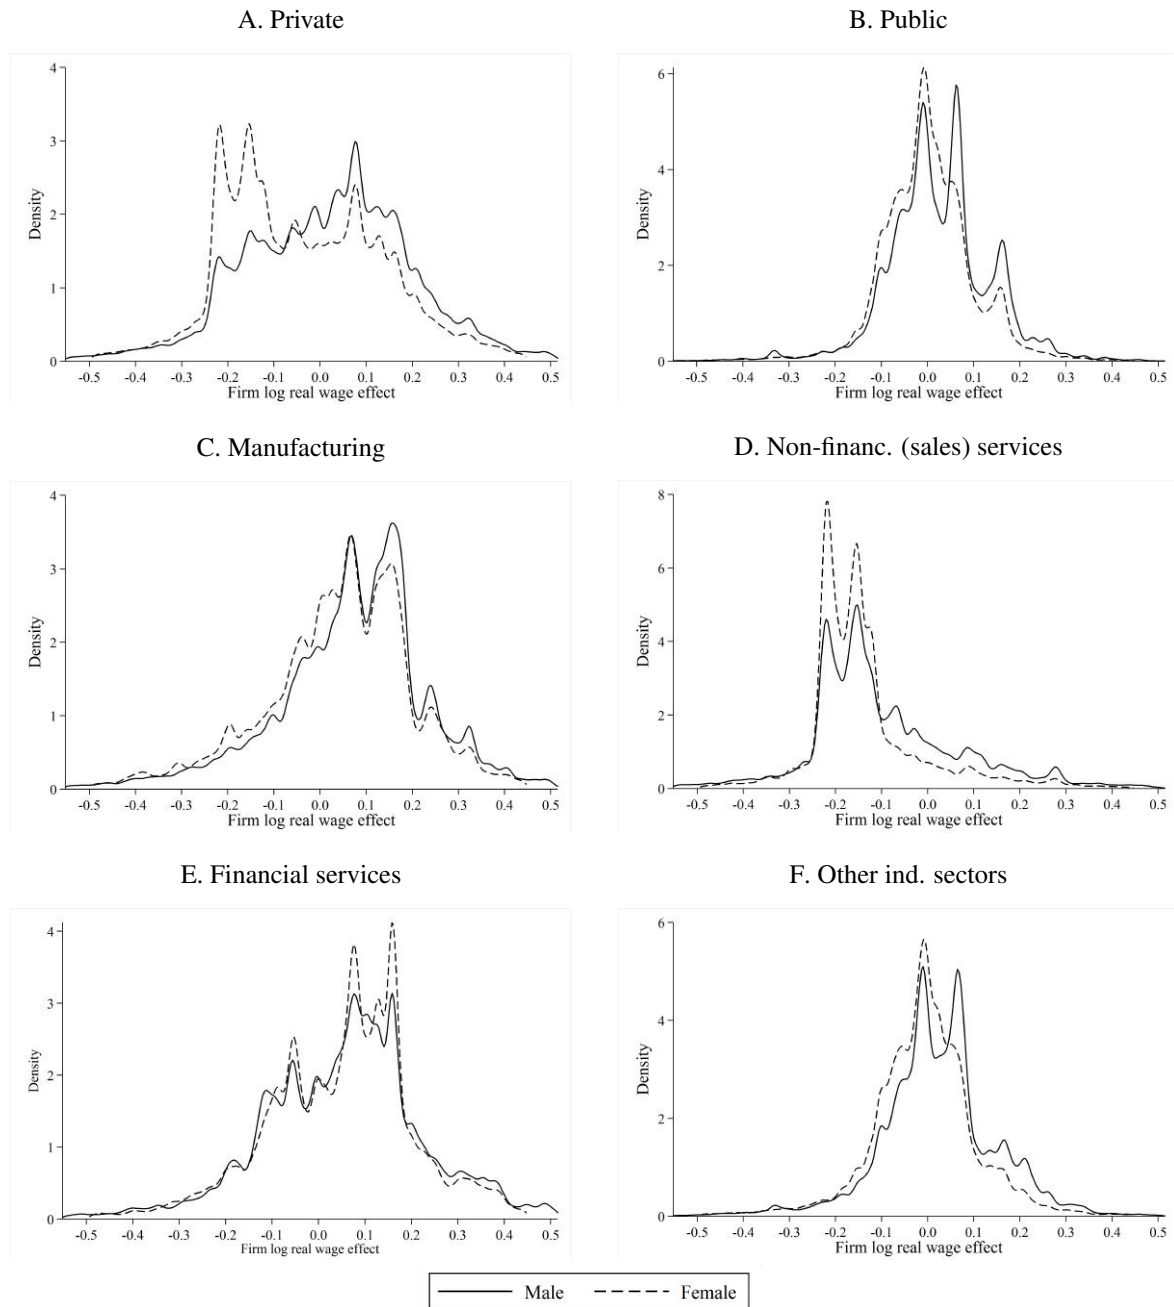 A. Private
4
3
2
1
0
Density
-0.5 -0.4 -0.3 -0.2 -0.1 0.0 0.1 0.2 0.3 0.4 0.5
Firm log real wage effect
B. Public
6
4
2
0
Density
-0.5 -0.4 -0.3 -0.2 -0.1 0.0 0.1 0.2 0.3 0.4 0.5
Firm log real wage effect
C. Manufacturing
4
3
2
1
0
Density
-0.5 -0.4 -0.3 -0.2 -0.1 0.0 0.1 0.2 0.3 0.4 0.5
Firm log real wage effect
D. Non-financ. (sales) services
8
6
4
2
0
Density
-0.5 -0.4 -0.3 -0.2 -0.1 0.0 0.1 0.2 0.3 0.4 0.5
Firm log real wage effect
E. Financial services
4
3
2
1
0
Density
-0.5 -0.4 -0.3 -0.2 -0.1 0.0 0.1 0.2 0.3 0.4 0.5
Firm log real wage effect
F. Other ind. sectors
6
4
2
0
Density
-0.5 -0.4 -0.3 -0.2 -0.1 0.0 0.1 0.2 0.3 0.4 0.5
Firm log real wage effect
Male Female